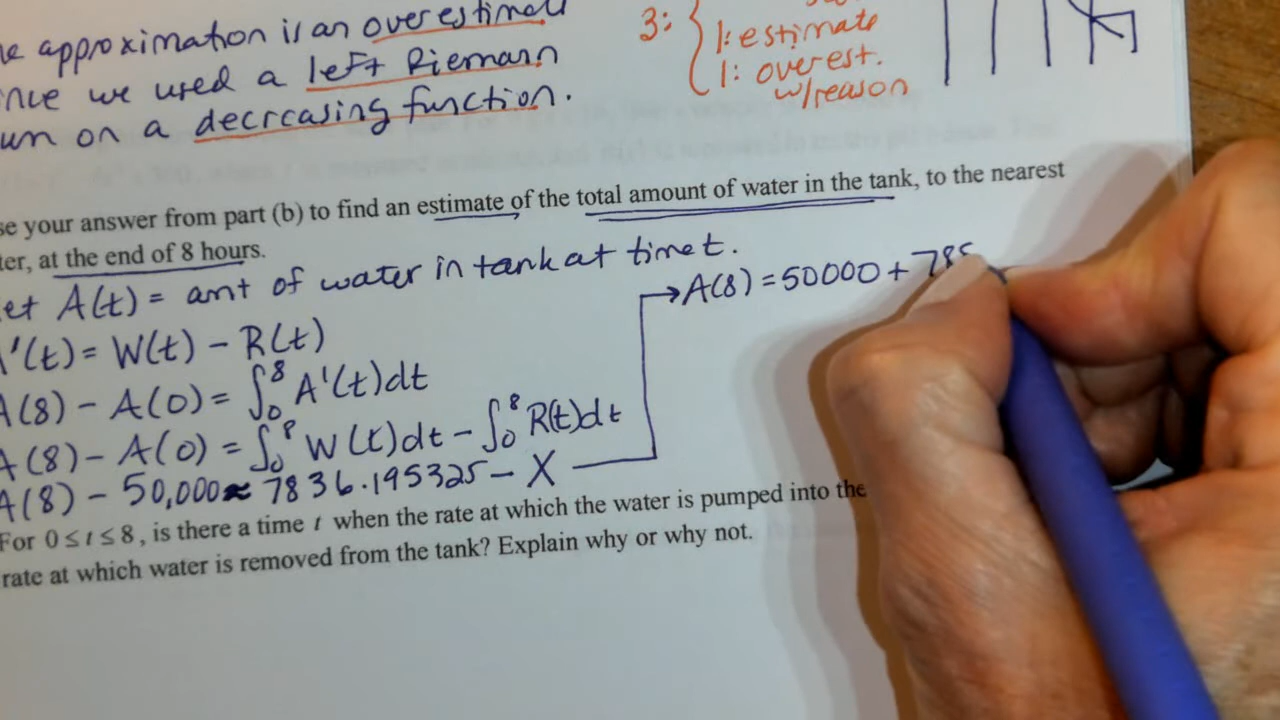 e approximation is an overestimate
3:
1: estimate
1: overest.
w/reason
nce we used a left Riemann
um on a decreasing function.
se your answer from part (b) to find an estimate of the total amount of water in the tank, to the nearest
ter, at the end of 8 hours.
et A(t) = amt of water in tank at time t.
→A(8) = 50000 + 785
A'(t) = W(t) − R(t)
A(8) − A(0) = ∫₀⁸ A'(t)dt
A(8) − A(0) = ∫₀⁸ W(t)dt − ∫₀⁸ R(t)dt
A(8) − 50,000 ≈ 7836.195325 − X
For 0 ≤ t ≤ 8, is there a time t when the rate at which the water is pumped into the
rate at which water is removed from the tank? Explain why or why not.